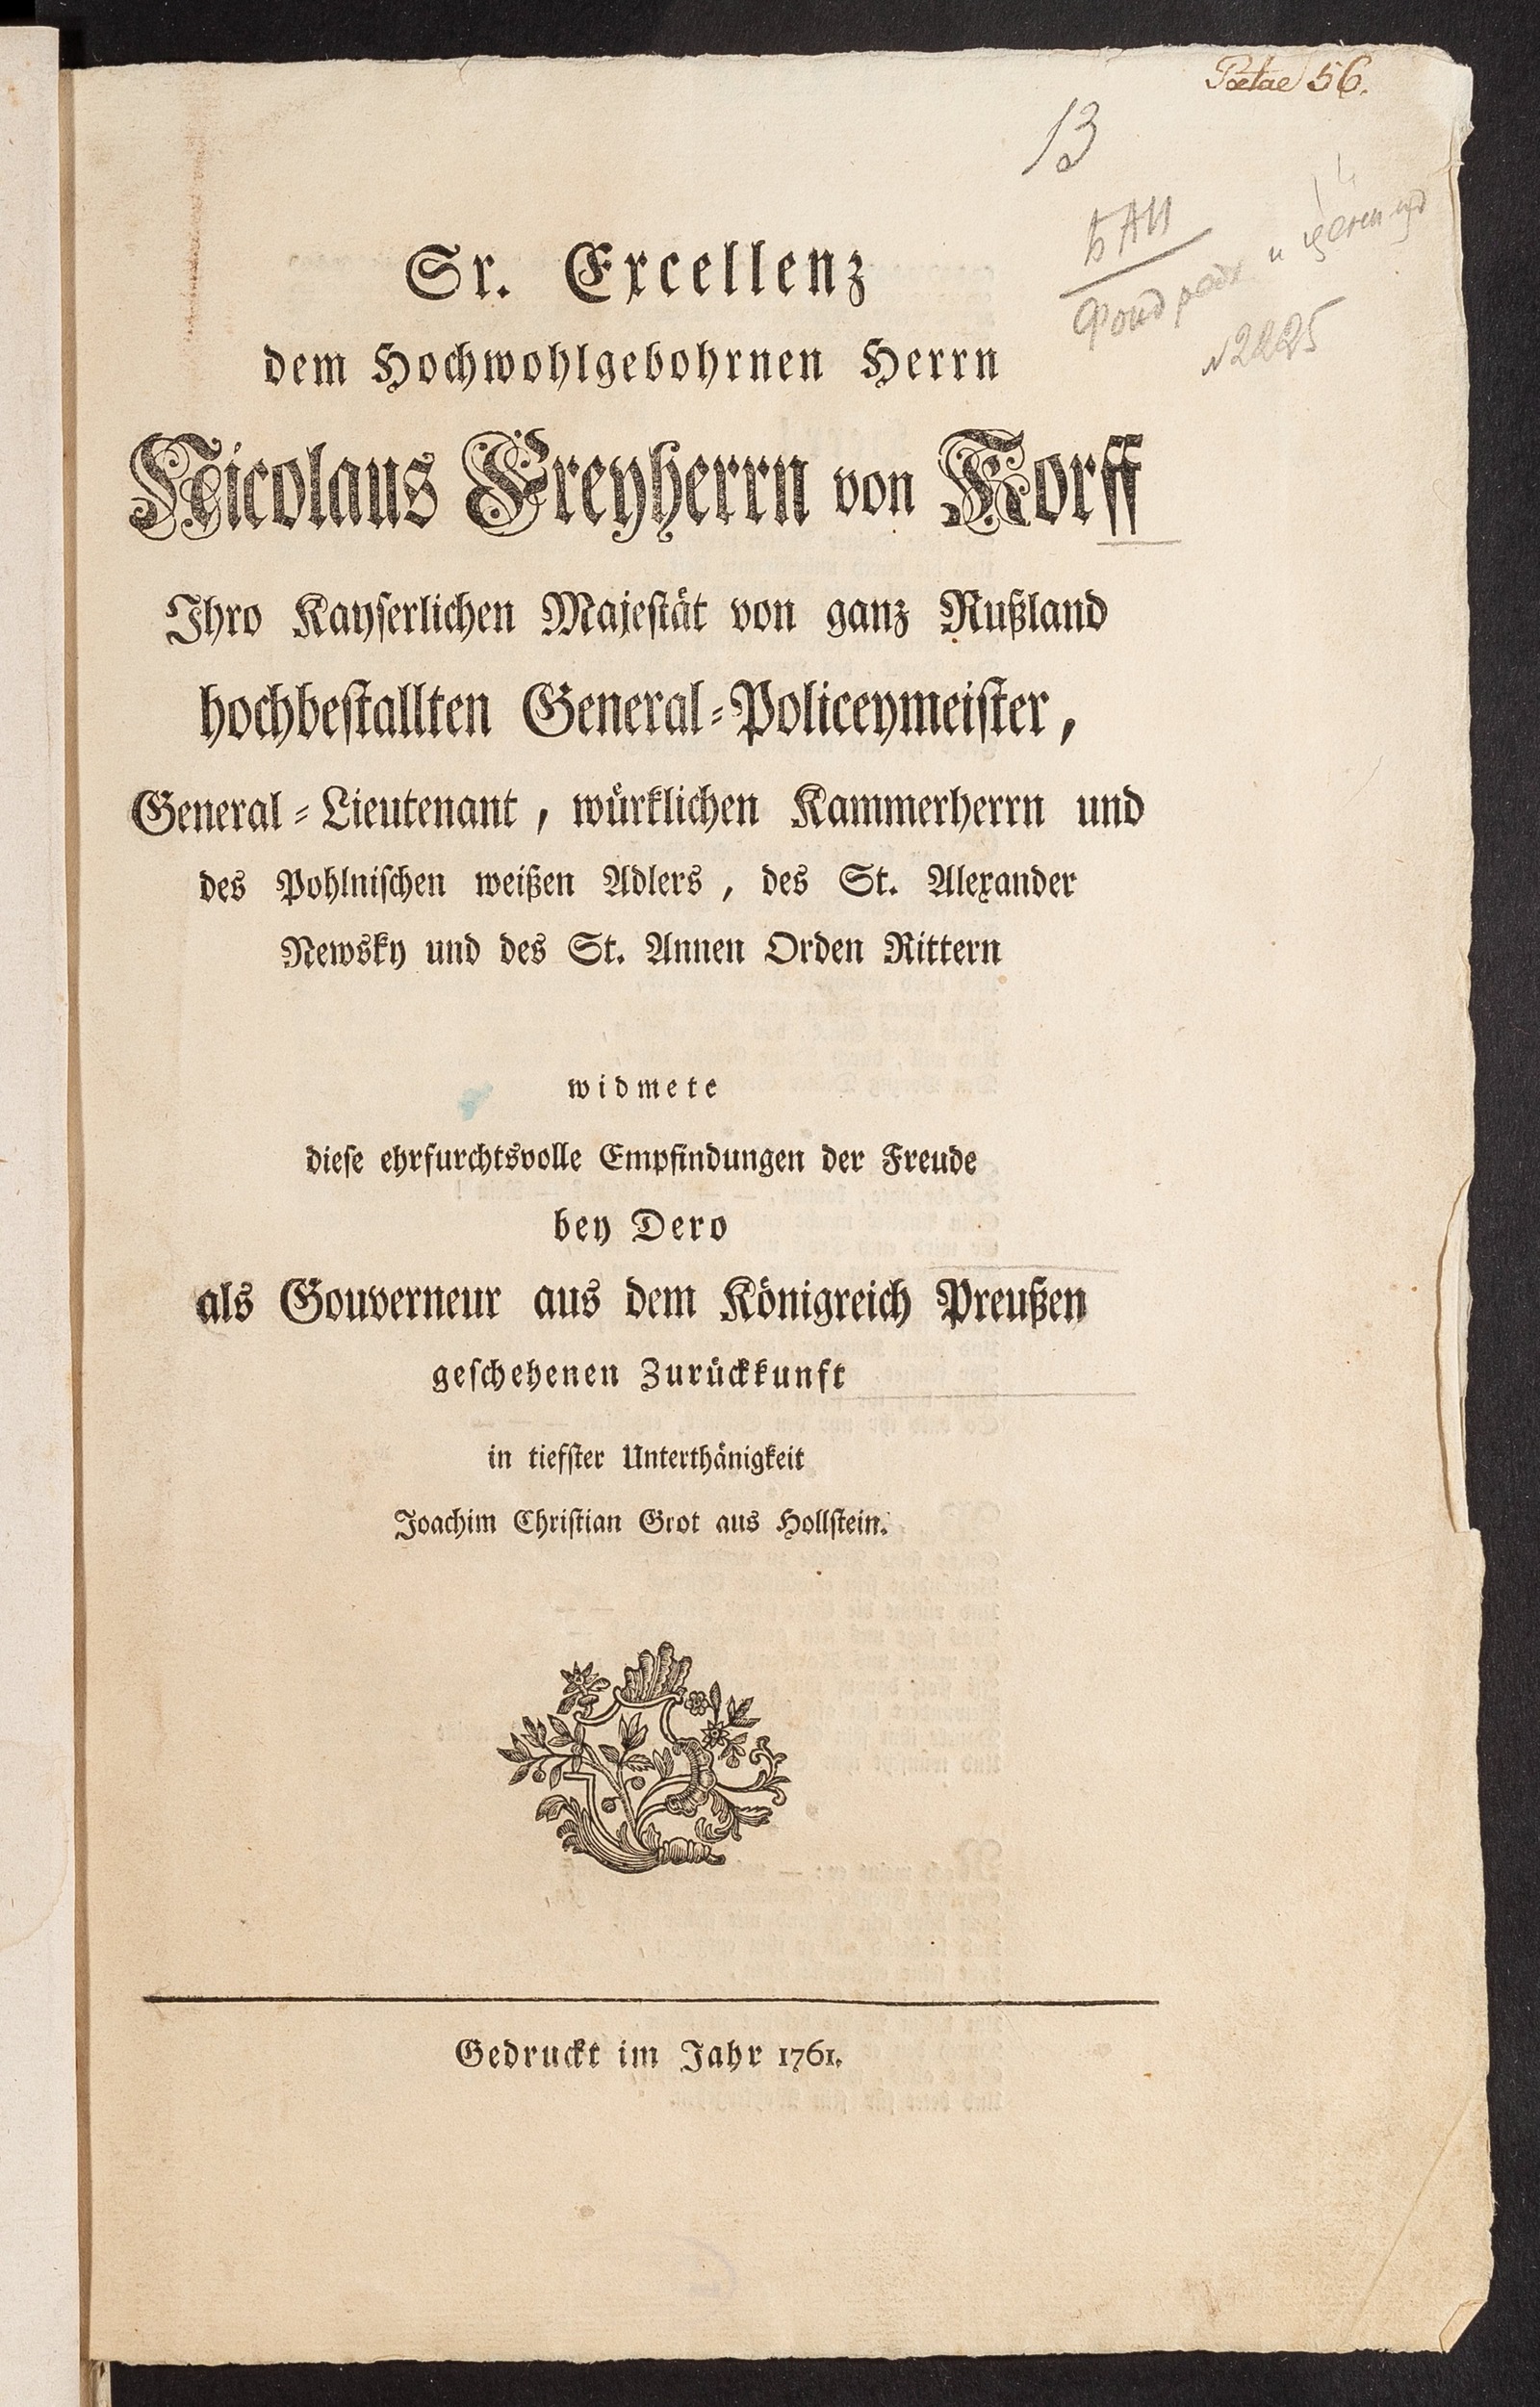 Poetae 56.
13
БАН
Фонд редк
и
№ 2225
Sr. Excellenz
dem Hochwohlgebohrnen Herrn
Nicolaus Freyherrn von Korff
Ihro Kayserlichen Majestät von ganz Rußland
hochbestallten General-Policeymeister,
General-Lieutenant, würklichen Kammerherrn und
des Pohlnischen weißen Adlers, des St. Alexander
Newsky und des St. Annen Orden Rittern
widmete
diese ehrfurchtsvolle Empfindungen der Freude
bey Dero
als Gouverneur aus dem Königreich Preußen
geschehenen Zurückkunft
in tiefster Unterthänigkeit
Joachim Christian Grot aus Hollstein.
Gedruckt im Jahr 1761.